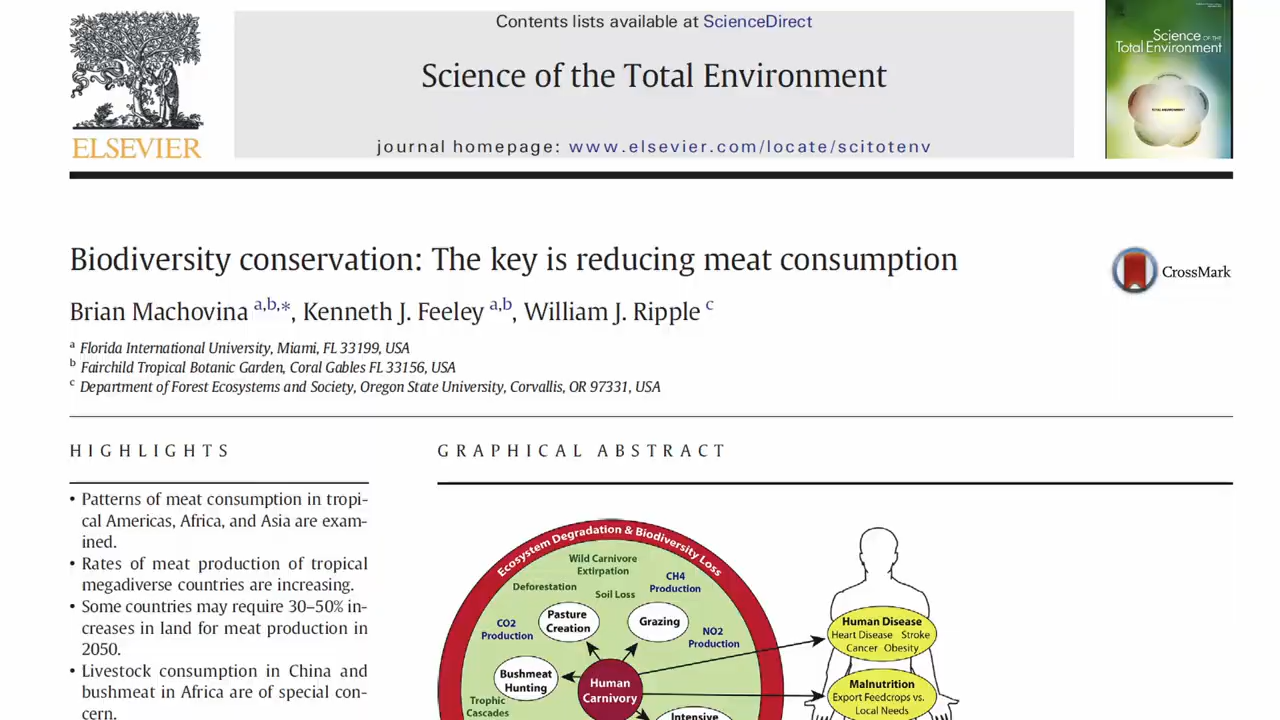 Contents lists available at ScienceDirect
Science of the Total Environment
journal homepage: www.elsevier.com/locate/scitotenv
ELSEVIER
Science OF THE
Total Environment
TOTAL ENVIRONMENT
Biodiversity conservation: The key is reducing meat consumption
CrossMark
Brian Machovina a,b,*, Kenneth J. Feeley a,b, William J. Ripple c
a Florida International University, Miami, FL 33199, USA
b Fairchild Tropical Botanic Garden, Coral Gables FL 33156, USA
c Department of Forest Ecosystems and Society, Oregon State University, Corvallis, OR 97331, USA
HIGHLIGHTS
• Patterns of meat consumption in tropi-
cal Americas, Africa, and Asia are exam-
ined.
• Rates of meat production of tropical
megadiverse countries are increasing.
• Some countries may require 30–50% in-
creases in land for meat production in
2050.
• Livestock consumption in China and
bushmeat in Africa are of special con-
cern.
GRAPHICAL ABSTRACT
Ecosystem Degradation & Biodiversity Loss
Wild Carnivore
Extirpation
Deforestation
CH4
Production
Soil Loss
Pasture
Creation
Grazing
CO2
Production
NO2
Production
Bushmeat
Hunting
Human
Carnivory
Trophic
Cascades
Intensive
Human Disease
Heart Disease Stroke
Cancer Obesity
Malnutrition
Export Feedcrops vs.
Local Needs